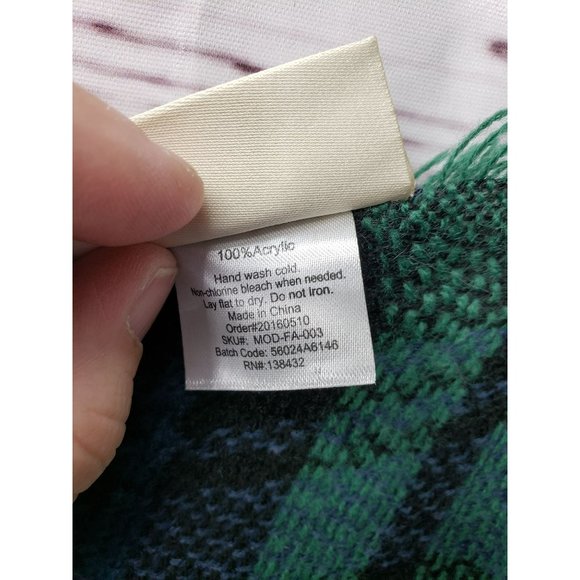 100%Acrylic
Hand wash cold.
Non-chlorine bleach when needed.
Lay flat to dry. Do not Iron.
Made in China
Order#20160510
SKU#: MOD-FA-003
Batch Code: 56024A6146
RN#:138432